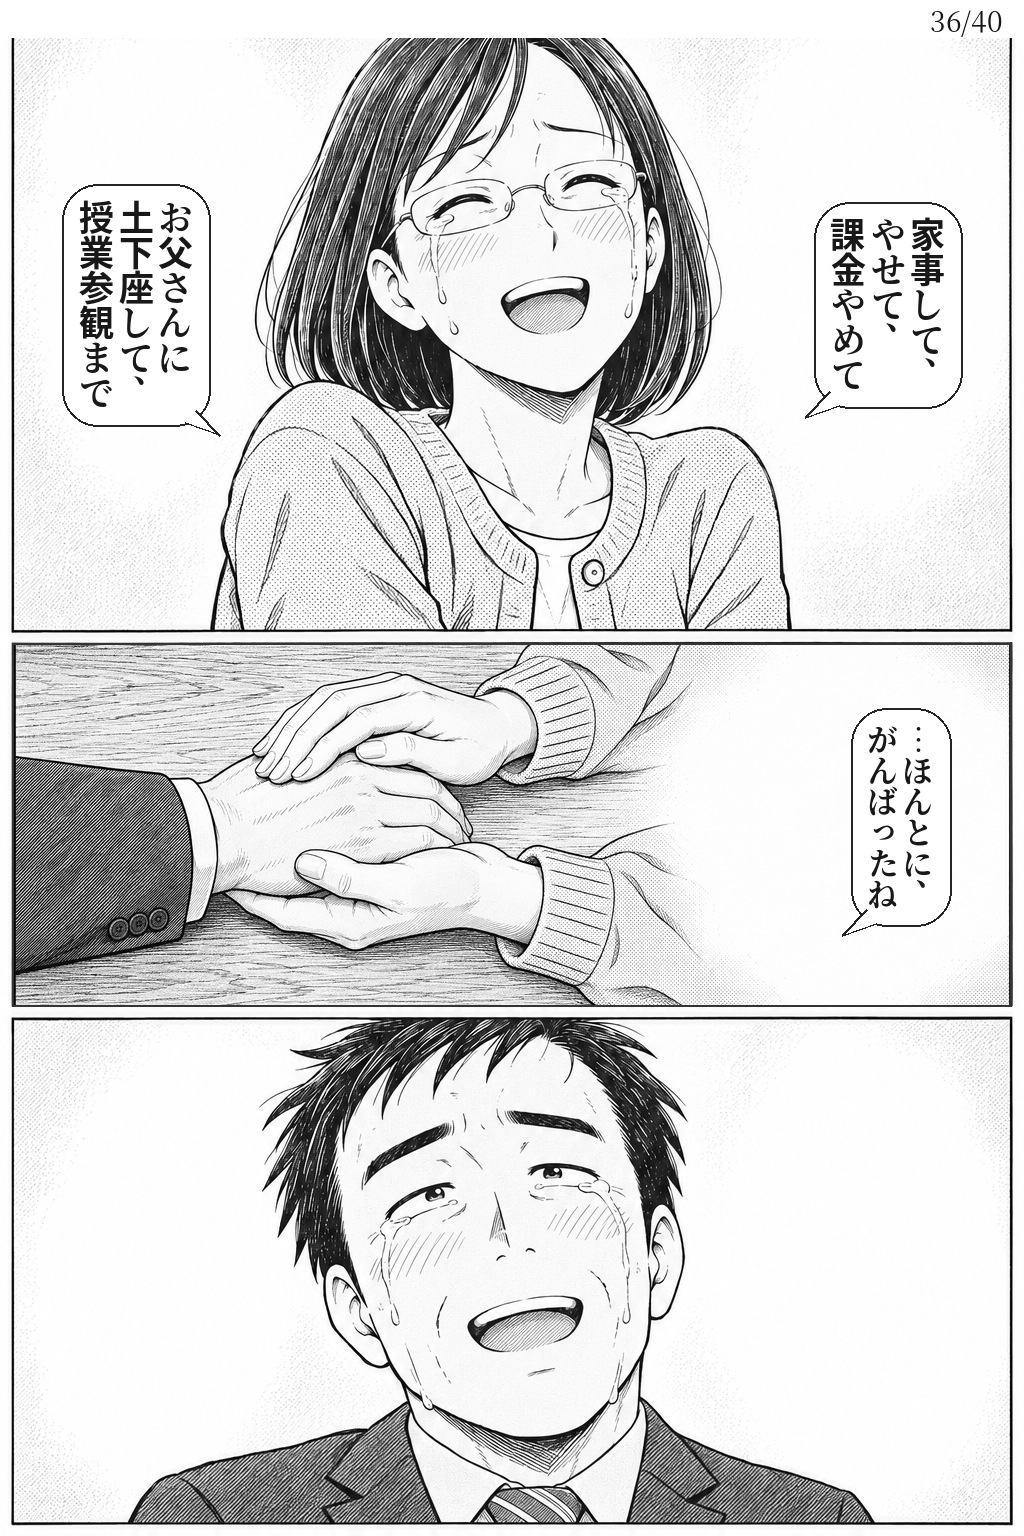 36/40
家事して、
やせて、
課金やめて
お父さんに
土下座して、
授業参観まで
…ほんとに、
がんばったね